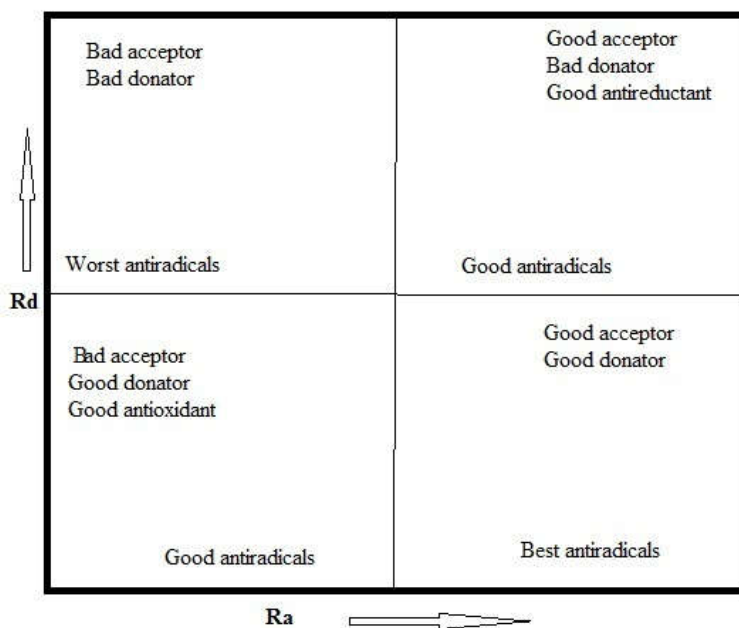 Bad acceptor
Bad donator
Good acceptor
Bad donator
Good antireductant
Worst antiradicals
Good antiradicals
Rd
Bad acceptor
Good donator
Good antioxidant
Good acceptor
Good donator
Good antiradicals
Best antiradicals
Ra